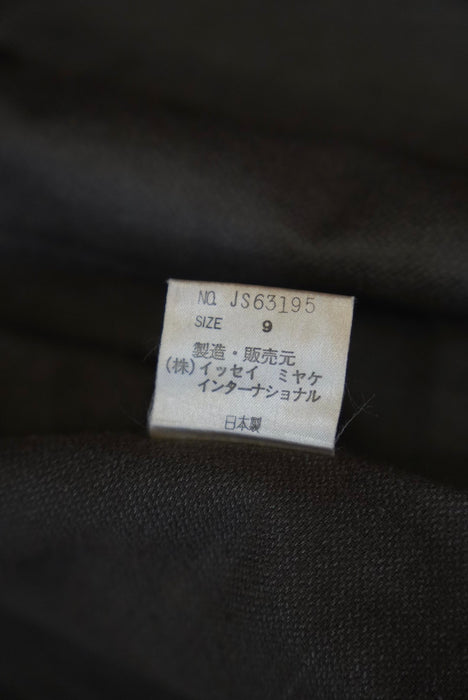 NO. JS63195
SIZE 9
製造・販売元
(株)イッセイ ミヤケ
インターナショナル
日本製